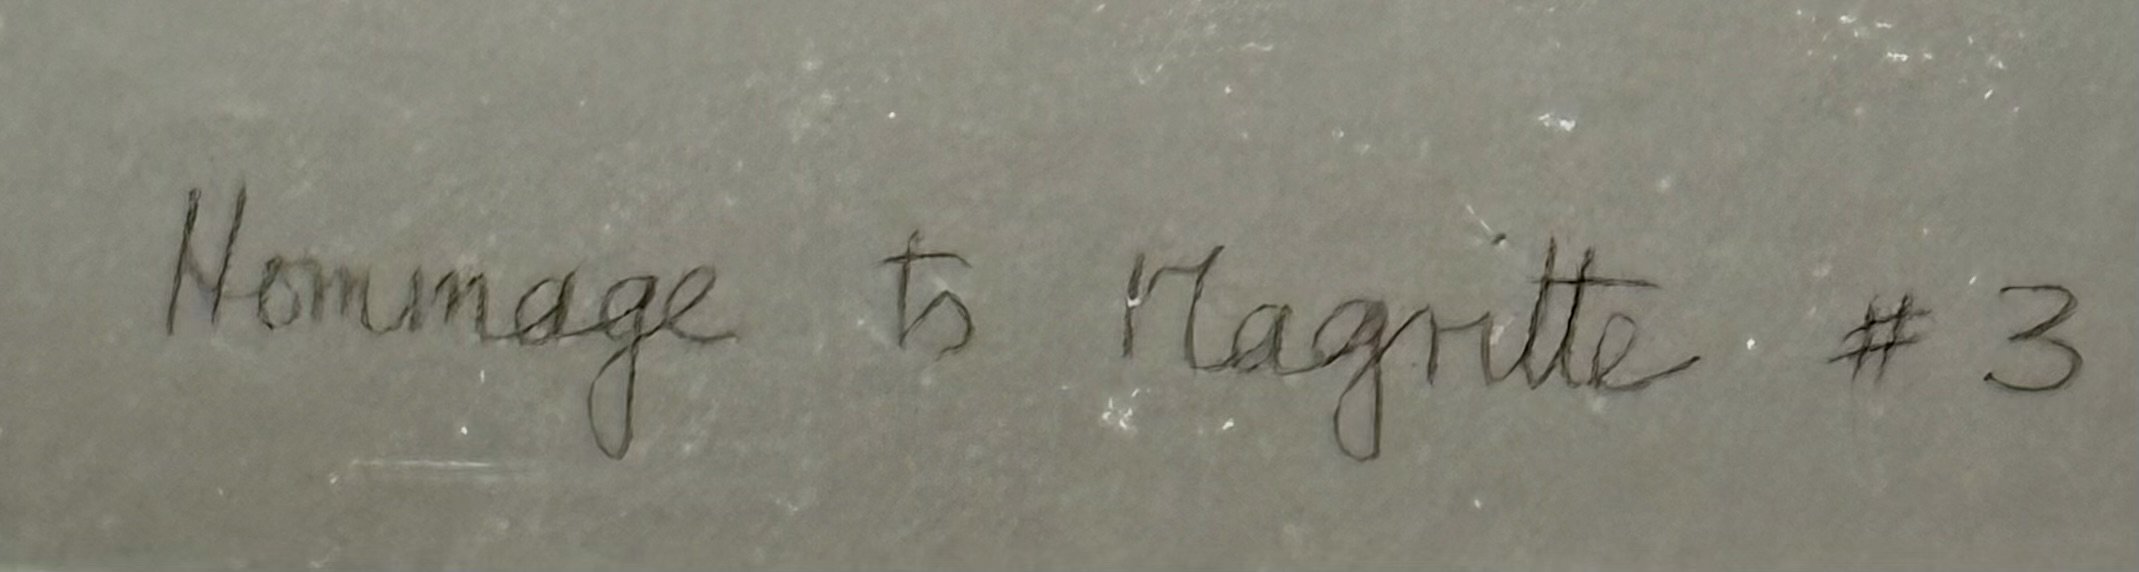 Hommage to Magritte # 3